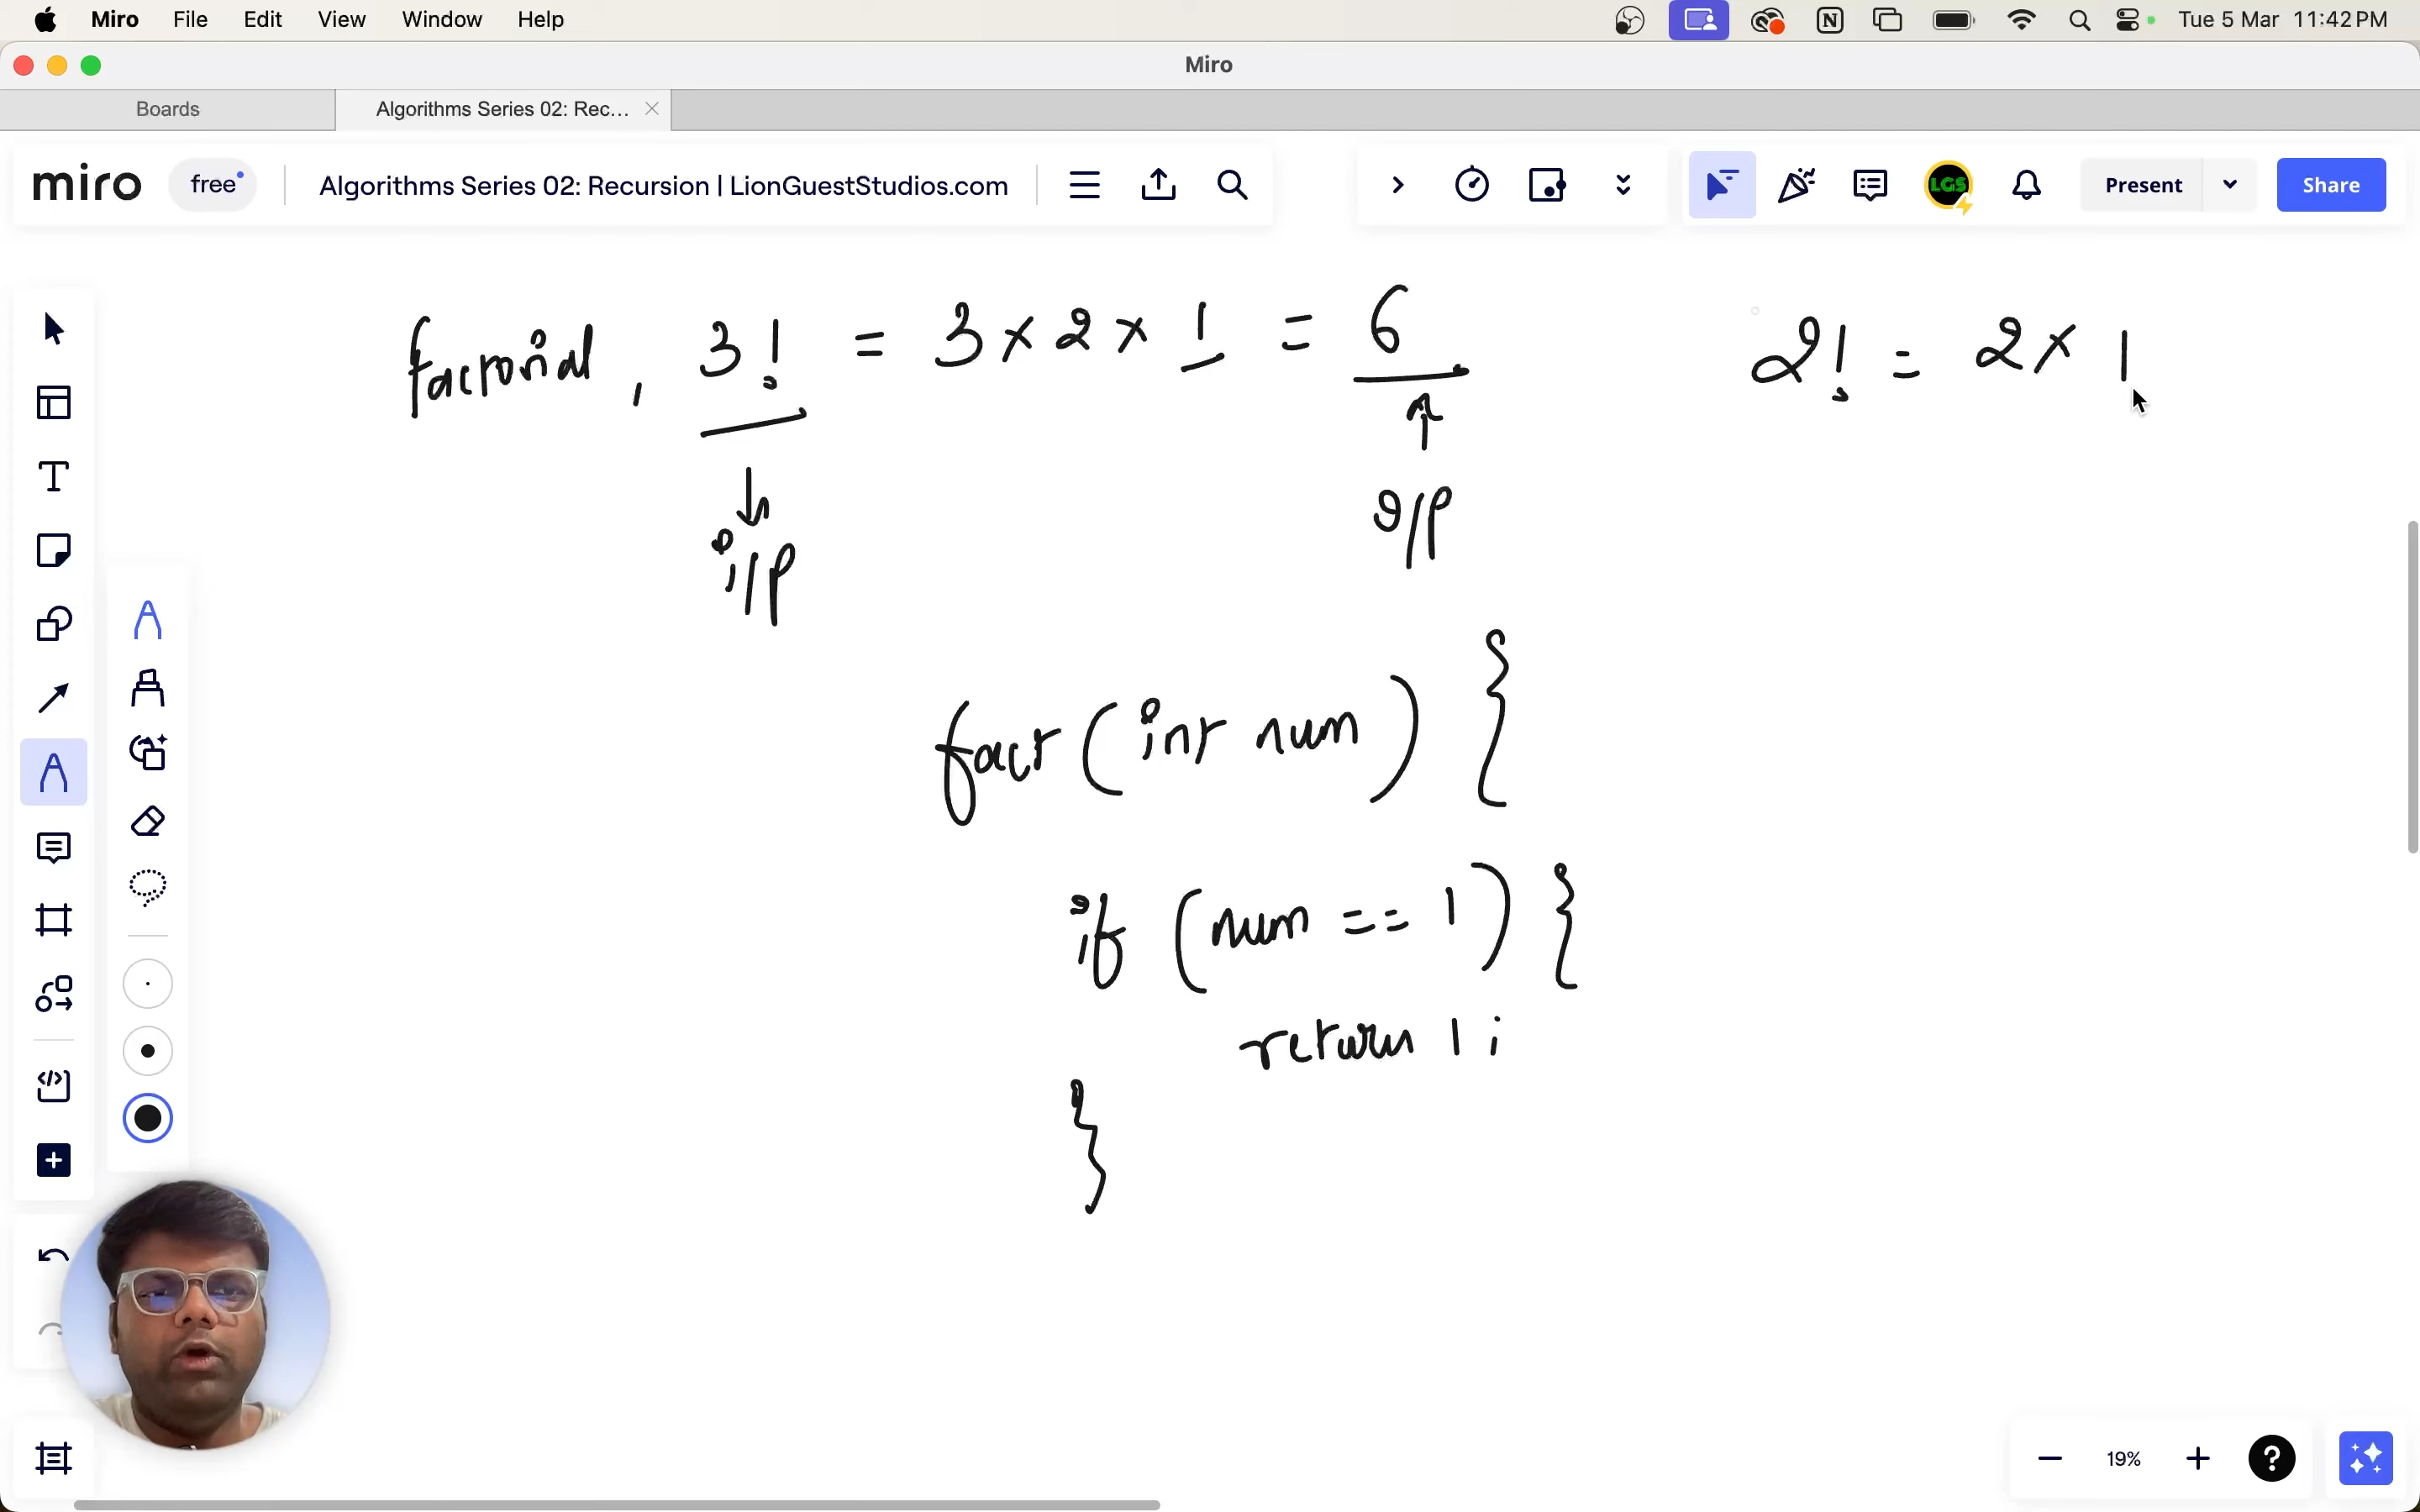 Miro File Edit View Window Help Tue 5 Mar 11:42 PM
Miro
Boards Algorithms Series 02: Rec...
miro free Algorithms Series 02: Recursion | LionGuestStudios.com LGS Present Share
factorial, 3! = 3 x 2 x 1 = 6 2! = 2 x 1
i/p o/p
fact (int num) {
if (num == 1) {
return 1;
}
19%